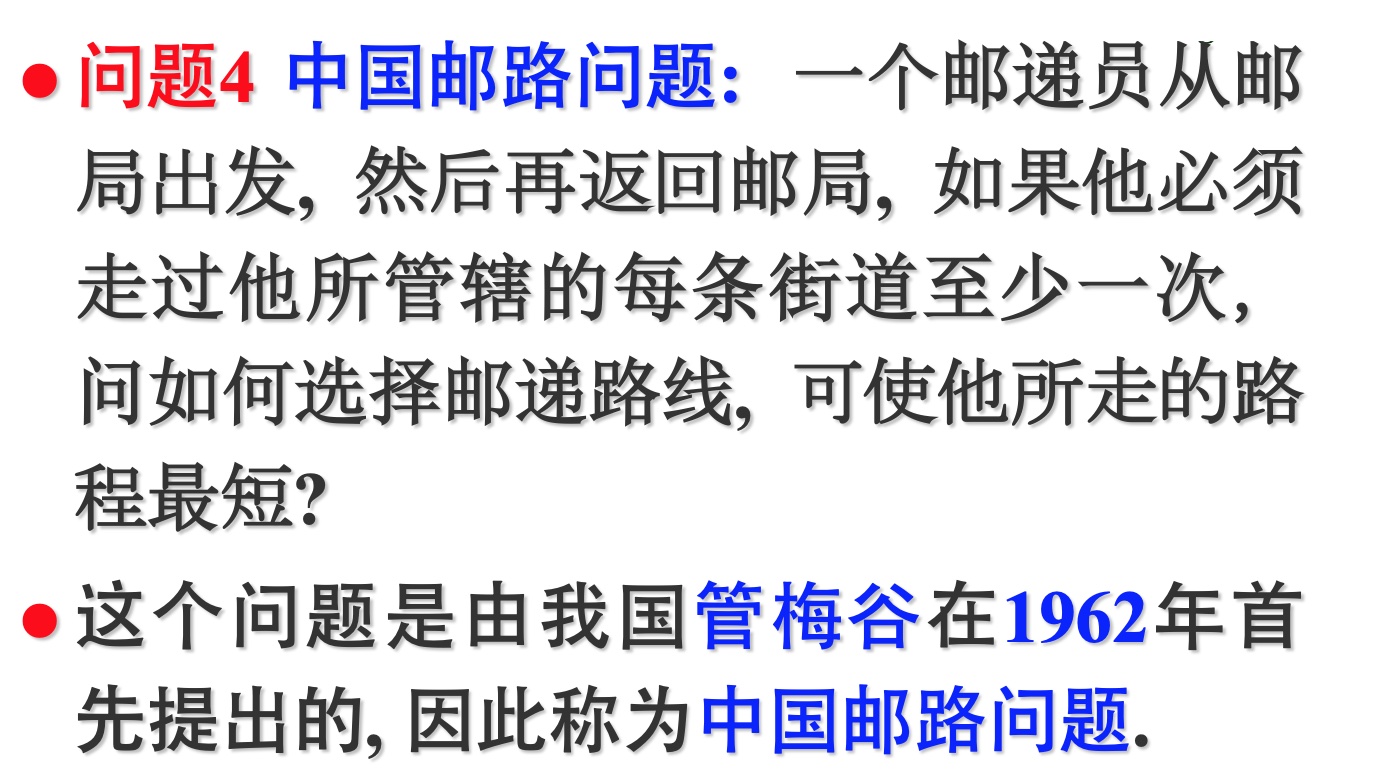 ● 问题4 中国邮路问题: 一个邮递员从邮
局出发, 然后再返回邮局, 如果他必须
走过他所管辖的每条街道至少一次,
问如何选择邮递路线, 可使他所走的路
程最短?
● 这个问题是由我国管梅谷在1962年首
先提出的, 因此称为中国邮路问题.